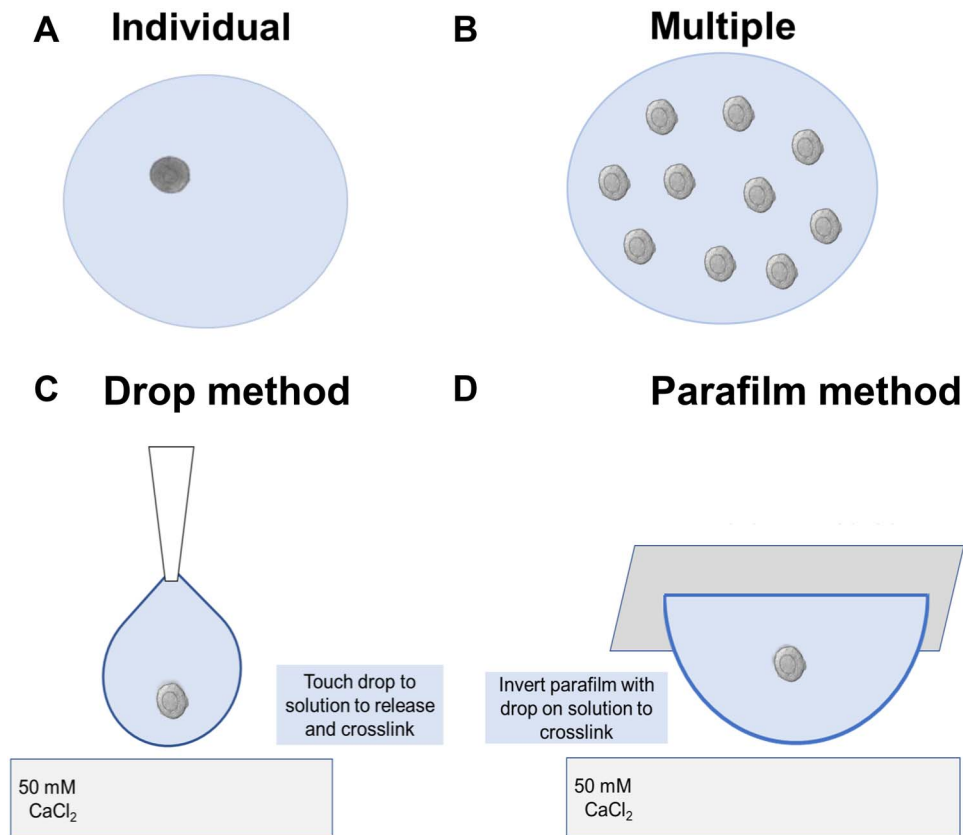 A Individual
B Multiple
C Drop method
D Parafilm method
Touch drop to
solution to release
and crosslink
Invert parafilm with
drop on solution to
crosslink
50 mM
CaCl₂
50 mM
CaCl₂